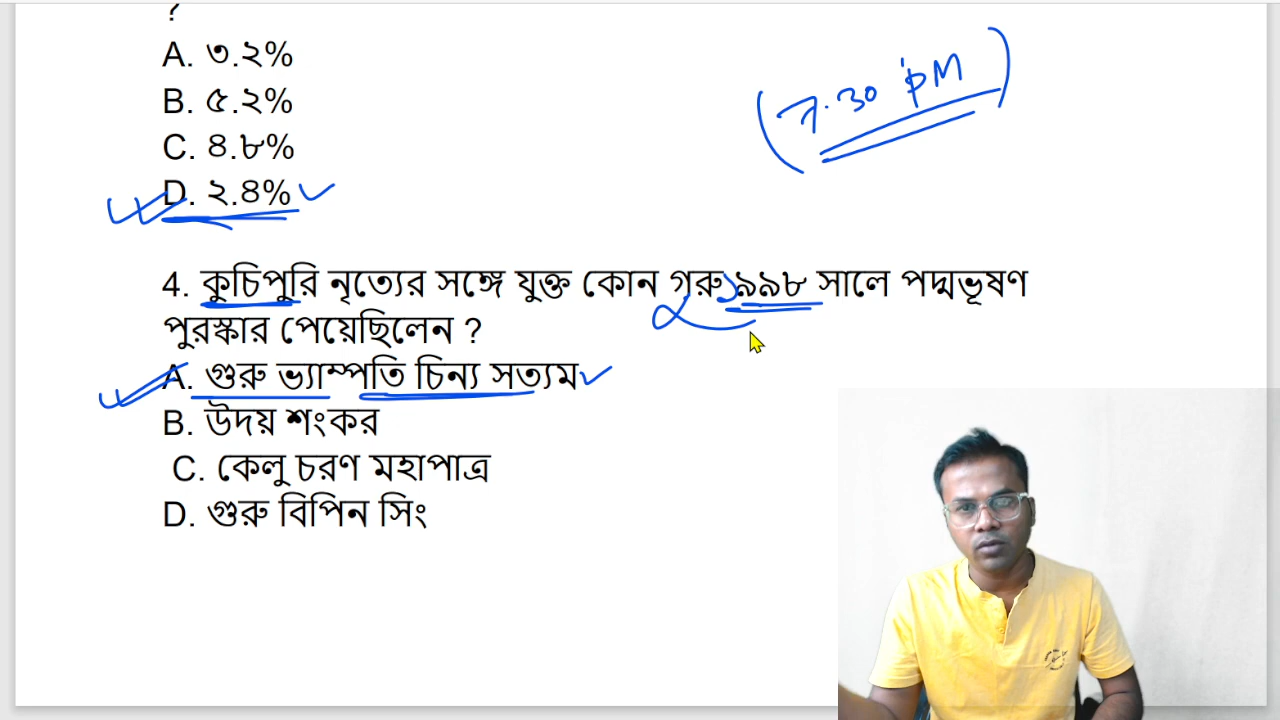 ?
A. ৩.২%
B. ৫.২%
C. ৪.৮%
D. ২.৪%
(7.30 PM)
4. কুচিপুরি নৃত্যের সঙ্গে যুক্ত কোন গরু ১৯৯৮ সালে পদ্মভূষণ
পুরস্কার পেয়েছিলেন ?
A. গুরু ভ্যাম্পতি চিন্য সত্যম
B. উদয় শংকর
C. কেলু চরণ মহাপাত্র
D. গুরু বিপিন সিং